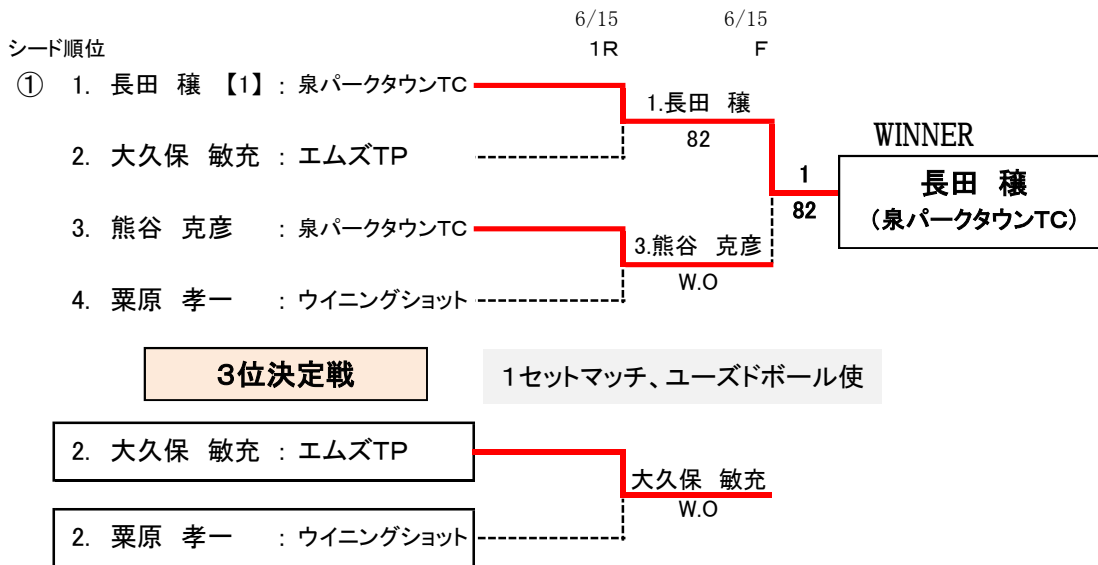 6/15 6/15
シード順位 1R F
① 1. 長田 穣 【1】 : 泉パークタウンTC
1.長田 穣
82
WINNER
2. 大久保 敏充 : エムズTP
1
82
長田 穣
(泉パークタウンTC)
3. 熊谷 克彦 : 泉パークタウンTC
3.熊谷 克彦
W.O
4. 粟原 孝一 : ウイニングショット
3位決定戦
1セットマッチ、ユーズドボール使
2. 大久保 敏充 : エムズTP
大久保 敏充
W.O
2. 粟原 孝一 : ウイニングショット